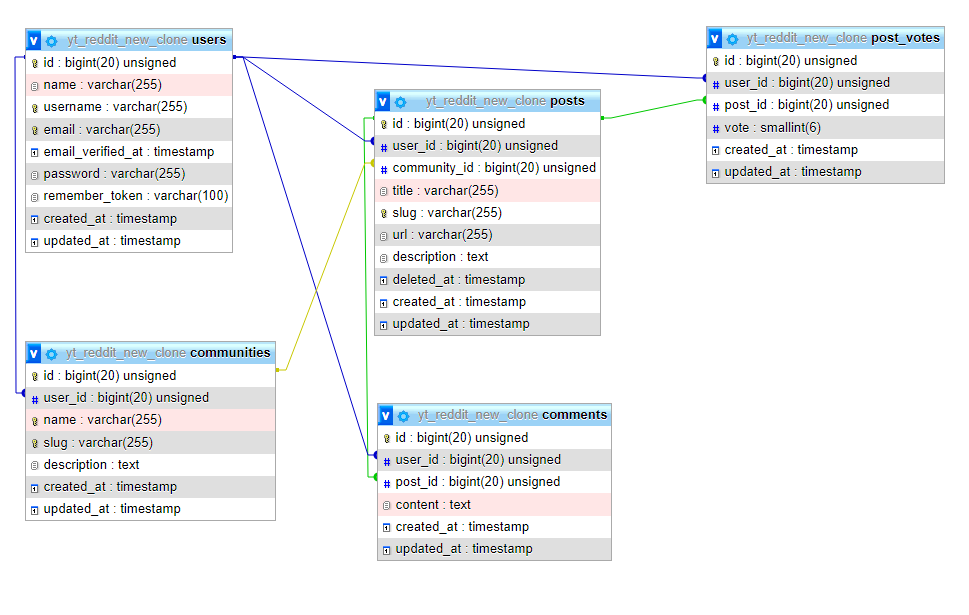 yt_reddit_new_clone users
id : bigint(20) unsigned
name : varchar(255)
username : varchar(255)
email : varchar(255)
email_verified_at : timestamp
password : varchar(255)
remember_token : varchar(100)
created_at : timestamp
updated_at : timestamp
yt_reddit_new_clone posts
id : bigint(20) unsigned
user_id : bigint(20) unsigned
community_id : bigint(20) unsigned
title : varchar(255)
slug : varchar(255)
url : varchar(255)
description : text
deleted_at : timestamp
created_at : timestamp
updated_at : timestamp
yt_reddit_new_clone post_votes
id : bigint(20) unsigned
user_id : bigint(20) unsigned
post_id : bigint(20) unsigned
vote : smallint(6)
created_at : timestamp
updated_at : timestamp
yt_reddit_new_clone communities
id : bigint(20) unsigned
user_id : bigint(20) unsigned
name : varchar(255)
slug : varchar(255)
description : text
created_at : timestamp
updated_at : timestamp
yt_reddit_new_clone comments
id : bigint(20) unsigned
user_id : bigint(20) unsigned
post_id : bigint(20) unsigned
content : text
created_at : timestamp
updated_at : timestamp